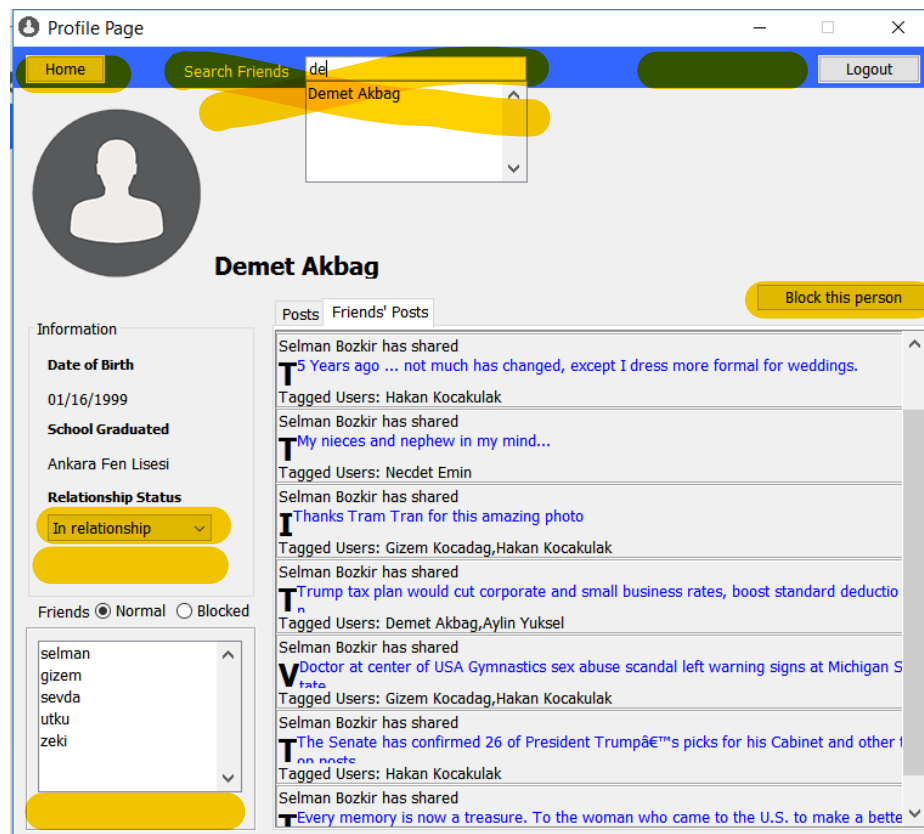 Profile Page
Home
Search Friends
de
Logout
Demet Akbag
Demet Akbag
Block this person
Posts
Friends' Posts
Information
Date of Birth
01/16/1999
School Graduated
Ankara Fen Lisesi
Relationship Status
In relationship
Friends
Normal
Blocked
selman
gizem
sevda
utku
zeki
Selman Bozkir has shared
T 5 Years ago ... not much has changed, except I dress more formal for weddings.
Tagged Users: Hakan Kocakulak
Selman Bozkir has shared
T My nieces and nephew in my mind...
Tagged Users: Necdet Emin
Selman Bozkir has shared
I Thanks Tram Tran for this amazing photo
Tagged Users: Gizem Kocadag,Hakan Kocakulak
Selman Bozkir has shared
T Trump tax plan would cut corporate and small business rates, boost standard deductio
n
Tagged Users: Demet Akbag,Aylin Yuksel
Selman Bozkir has shared
V Doctor at center of USA Gymnastics sex abuse scandal left warning signs at Michigan S
tate
Tagged Users: Gizem Kocadag,Hakan Kocakulak
Selman Bozkir has shared
T The Senate has confirmed 26 of President Trumpâ€™s picks for his Cabinet and other t
on posts
Tagged Users: Hakan Kocakulak
Selman Bozkir has shared
T Every memory is now a treasure. To the woman who came to the U.S. to make a bette